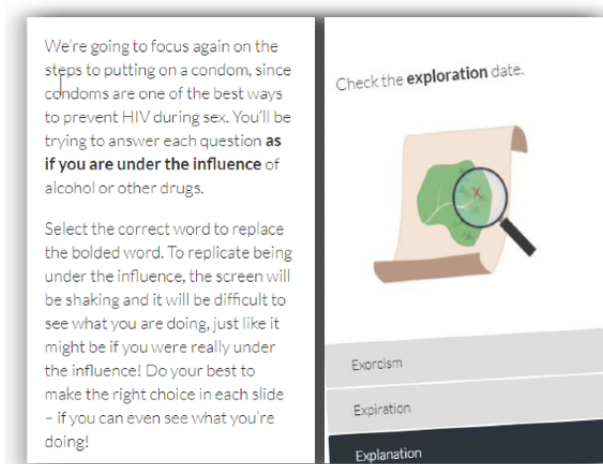 We're going to focus again on the
steps to putting on a condom, since
condoms are one of the best ways
to prevent HIV during sex. You'll be
trying to answer each question as
if you are under the influence of
alcohol or other drugs.
Select the correct word to replace
the bolded word. To replicate being
under the influence, the screen will
be shaking and it will be difficult to
see what you are doing, just like it
might be if you were really under
the influence! Do your best to
make the right choice in each slide
– if you can even see what you're
doing!
Check the exploration date.
Exorcism
Expiration
Explanation